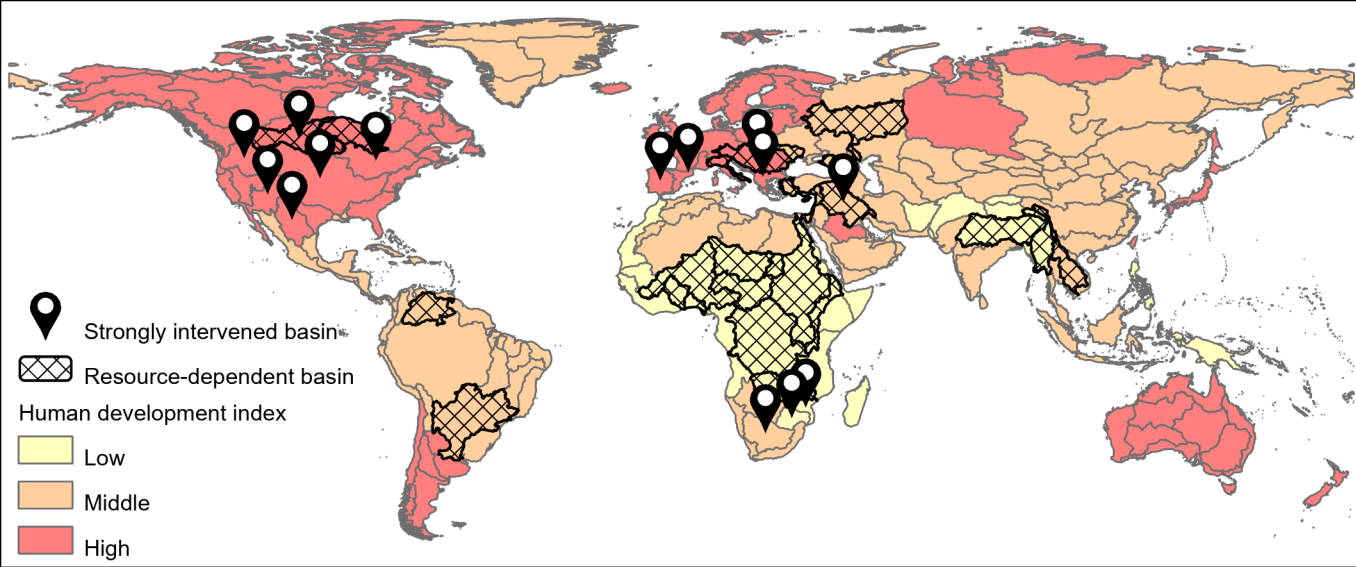 Strongly intervened basin
Resource-dependent basin
Human development index
Low
Middle
High